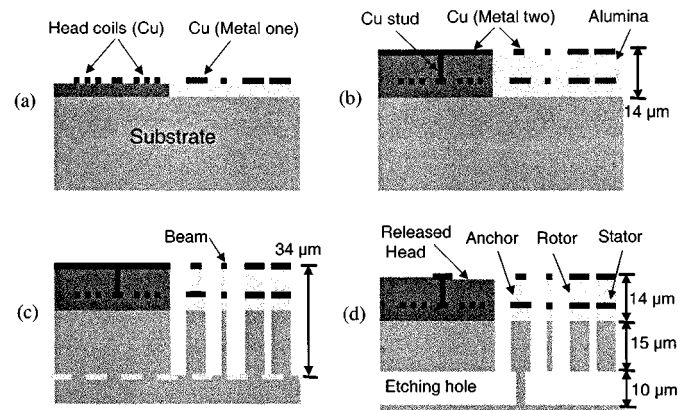 Head coils (Cu)
Cu (Metal one)
(a)
Substrate
Cu stud
Cu (Metal two)
Alumina
(b)
14 µm
Beam
34 µm
(c)
Released
Head
Anchor
Rotor
Stator
(d)
14 µm
15 µm
Etching hole
10 µm